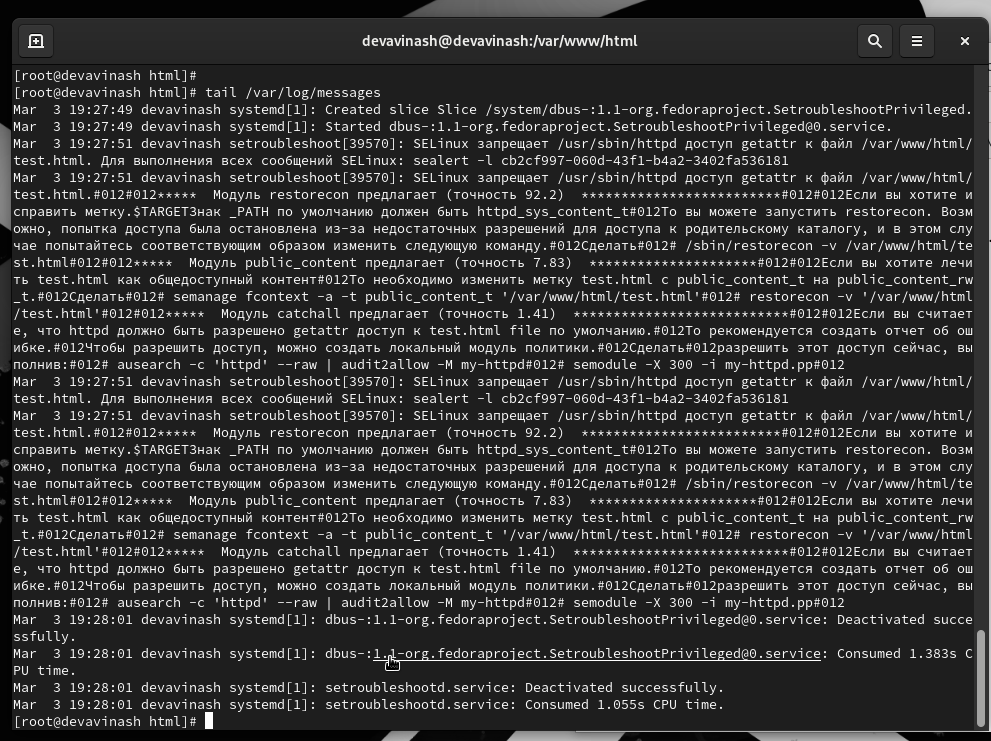 devavinash@devavinash:/var/www/html
[root@devavinash html]#
[root@devavinash html]# tail /var/log/messages
Mar  3 19:27:49 devavinash systemd[1]: Created slice Slice /system/dbus-:1.1-org.fedoraproject.SetroubleshootPrivileged.
Mar  3 19:27:49 devavinash systemd[1]: Started dbus-:1.1-org.fedoraproject.SetroubleshootPrivileged@0.service.
Mar  3 19:27:51 devavinash setroubleshoot[39570]: SELinux запрещает /usr/sbin/httpd доступ getattr к файл /var/www/html/
test.html. Для выполнения всех сообщений SELinux: sealert -l cb2cf997-060d-43f1-b4a2-3402fa536181
Mar  3 19:27:51 devavinash setroubleshoot[39570]: SELinux запрещает /usr/sbin/httpd доступ getattr к файл /var/www/html/
test.html.#012#012*****  Модуль restorecon предлагает (точность 92.2)  ************************#012#012Если вы хотите и
справить метку.$TARGETЗнак _PATH по умолчанию должен быть httpd_sys_content_t#012То вы можете запустить restorecon. Возм
ожно, попытка доступа была остановлена из-за недостаточных разрешений для доступа к родительскому каталогу, и в этом слу
чае попытайтесь соответствующим образом изменить следующую команду.#012Сделать#012# /sbin/restorecon -v /var/www/html/te
st.html#012#012*****  Модуль public_content предлагает (точность 7.83)  *********************#012#012Если вы хотите лечи
ть test.html как общедоступный контент#012То необходимо изменить метку test.html с public_content_t на public_content_rw
_t.#012Сделать#012# semanage fcontext -a -t public_content_t '/var/www/html/test.html'#012# restorecon -v '/var/www/html
/test.html'#012#012*****  Модуль catchall предлагает (точность 1.41)  **************************#012#012Если вы считает
е, что httpd должно быть разрешено getattr доступ к test.html file по умолчанию.#012То рекомендуется создать отчет об ош
ибке.#012Чтобы разрешить доступ, можно создать локальный модуль политики.#012Сделать#012разрешить этот доступ сейчас, вы
полнив:#012# ausearch -c 'httpd' --raw | audit2allow -M my-httpd#012# semodule -X 300 -i my-httpd.pp#012
Mar  3 19:27:51 devavinash setroubleshoot[39570]: SELinux запрещает /usr/sbin/httpd доступ getattr к файл /var/www/html/
test.html. Для выполнения всех сообщений SELinux: sealert -l cb2cf997-060d-43f1-b4a2-3402fa536181
Mar  3 19:27:51 devavinash setroubleshoot[39570]: SELinux запрещает /usr/sbin/httpd доступ getattr к файл /var/www/html/
test.html.#012#012*****  Модуль restorecon предлагает (точность 92.2)  ************************#012#012Если вы хотите и
справить метку.$TARGETЗнак _PATH по умолчанию должен быть httpd_sys_content_t#012То вы можете запустить restorecon. Возм
ожно, попытка доступа была остановлена из-за недостаточных разрешений для доступа к родительскому каталогу, и в этом слу
чае попытайтесь соответствующим образом изменить следующую команду.#012Сделать#012# /sbin/restorecon -v /var/www/html/te
st.html#012#012*****  Модуль public_content предлагает (точность 7.83)  *********************#012#012Если вы хотите лечи
ть test.html как общедоступный контент#012То необходимо изменить метку test.html с public_content_t на public_content_rw
_t.#012Сделать#012# semanage fcontext -a -t public_content_t '/var/www/html/test.html'#012# restorecon -v '/var/www/html
/test.html'#012#012*****  Модуль catchall предлагает (точность 1.41)  **************************#012#012Если вы считает
е, что httpd должно быть разрешено getattr доступ к test.html file по умолчанию.#012То рекомендуется создать отчет об ош
ибке.#012Чтобы разрешить доступ, можно создать локальный модуль политики.#012Сделать#012разрешить этот доступ сейчас, вы
полнив:#012# ausearch -c 'httpd' --raw | audit2allow -M my-httpd#012# semodule -X 300 -i my-httpd.pp#012
Mar  3 19:28:01 devavinash systemd[1]: dbus-:1.1-org.fedoraproject.SetroubleshootPrivileged@0.service: Deactivated succe
ssfully.
Mar  3 19:28:01 devavinash systemd[1]: dbus-:1.1-org.fedoraproject.SetroubleshootPrivileged@0.service: Consumed 1.383s C
PU time.
Mar  3 19:28:01 devavinash systemd[1]: setroubleshootd.service: Deactivated successfully.
Mar  3 19:28:01 devavinash systemd[1]: setroubleshootd.service: Consumed 1.055s CPU time.
[root@devavinash html]#